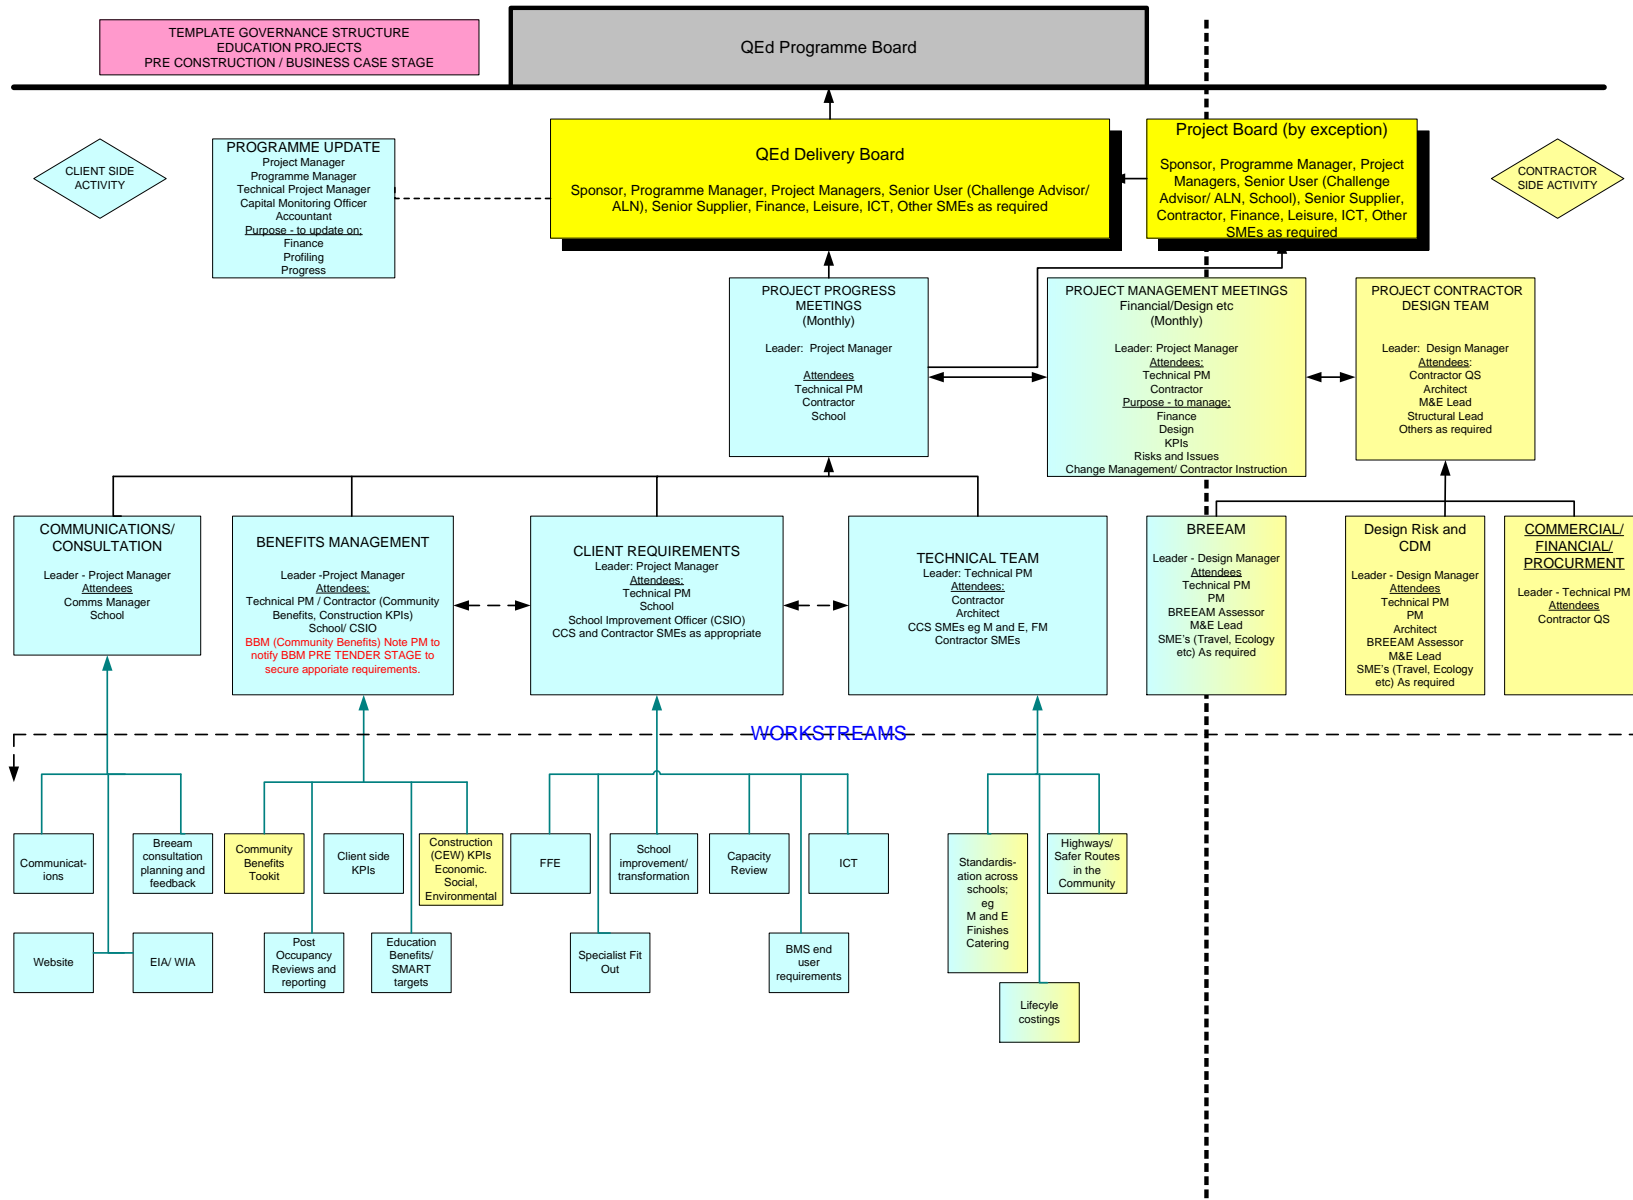 TEMPLATE GOVERNANCE STRUCTURE
EDUCATION PROJECTS
PRE CONSTRUCTION / BUSINESS CASE STAGE
QEd Programme Board
CLIENT SIDE
ACTIVITY
PROGRAMME UPDATE
Project Manager
Programme Manager
Technical Project Manager
Capital Monitoring Officer
Accountant
Purpose - to update on;
Finance
Profiling
Progress
QEd Delivery Board
Sponsor, Programme Manager, Project Managers, Senior User (Challenge Advisor/
ALN), Senior Supplier, Finance, Leisure, ICT, Other SMEs as required
Project Board (by exception)
Sponsor, Programme Manager, Project
Managers, Senior User (Challenge
Advisor/ ALN, School), Senior Supplier,
Contractor, Finance, Leisure, ICT, Other
SMEs as required
CONTRACTOR
SIDE ACTIVITY
PROJECT PROGRESS
MEETINGS
(Monthly)
Leader: Project Manager
Attendees
Technical PM
Contractor
School
PROJECT MANAGEMENT MEETINGS
Financial/Design etc
(Monthly)
Leader: Project Manager
Attendees:
Technical PM
Contractor
Purpose - to manage;
Finance
Design
KPIs
Risks and Issues
Change Management/ Contractor Instruction
PROJECT CONTRACTOR
DESIGN TEAM
Leader: Design Manager
Attendees:
Contractor QS
Architect
M&E Lead
Structural Lead
Others as required
COMMUNICATIONS/
CONSULTATION
Leader - Project Manager
Attendees
Comms Manager
School
BENEFITS MANAGEMENT
Leader -Project Manager
Attendees:
Technical PM / Contractor (Community
Benefits, Construction KPIs)
School/ CSIO
BBM (Community Benefits) Note PM to
notify BBM PRE TENDER STAGE to
secure apporiate requirements.
CLIENT REQUIREMENTS
Leader: Project Manager
Attendees:
Technical PM
School
School Improvement Officer (CSIO)
CCS and Contractor SMEs as appropriate
TECHNICAL TEAM
Leader: Technical PM
Attendees:
Contractor
Architect
CCS SMEs eg M and E, FM
Contractor SMEs
BREEAM
Leader - Design Manager
Attendees
Technical PM
PM
BREEAM Assessor
M&E Lead
SME's (Travel, Ecology
etc) As required
Design Risk and
CDM
Leader - Design Manager
Attendees
Technical PM
PM
Architect
BREEAM Assessor
M&E Lead
SME's (Travel, Ecology
etc) As required
COMMERCIAL/
FINANCIAL/
PROCURMENT
Leader - Technical PM
Attendees
Contractor QS
WORKSTREAMS
Communicat-
ions
Breeam
consultation
planning and
feedback
Community
Benefits
Tookit
Client side
KPIs
Construction
(CEW) KPIs
Economic.
Social,
Environmental
FFE
School
improvement/
transformation
Capacity
Review
ICT
Standardis-
ation across
schools;
eg
M and E
Finishes
Catering
Highways/
Safer Routes
in the
Community
Website
EIA/ WIA
Post
Occupancy
Reviews and
reporting
Education
Benefits/
SMART
targets
Specialist Fit
Out
BMS end
user
requirements
Lifecyle
costings